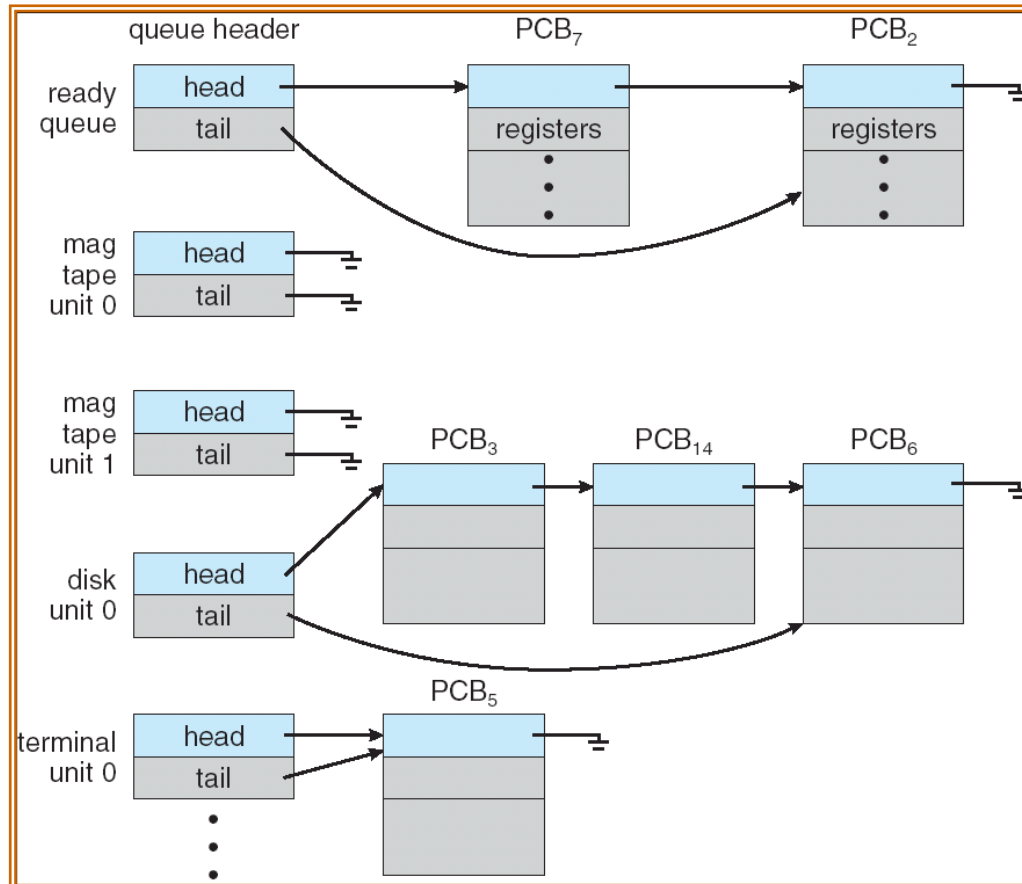 queue header PCB₇ PCB₂
ready
queue
head
tail
registers
registers
mag
tape
unit 0
head
tail
mag
tape
unit 1
head
tail
PCB₃ PCB₁₄ PCB₆
disk
unit 0
head
tail
PCB₅
terminal
unit 0
head
tail